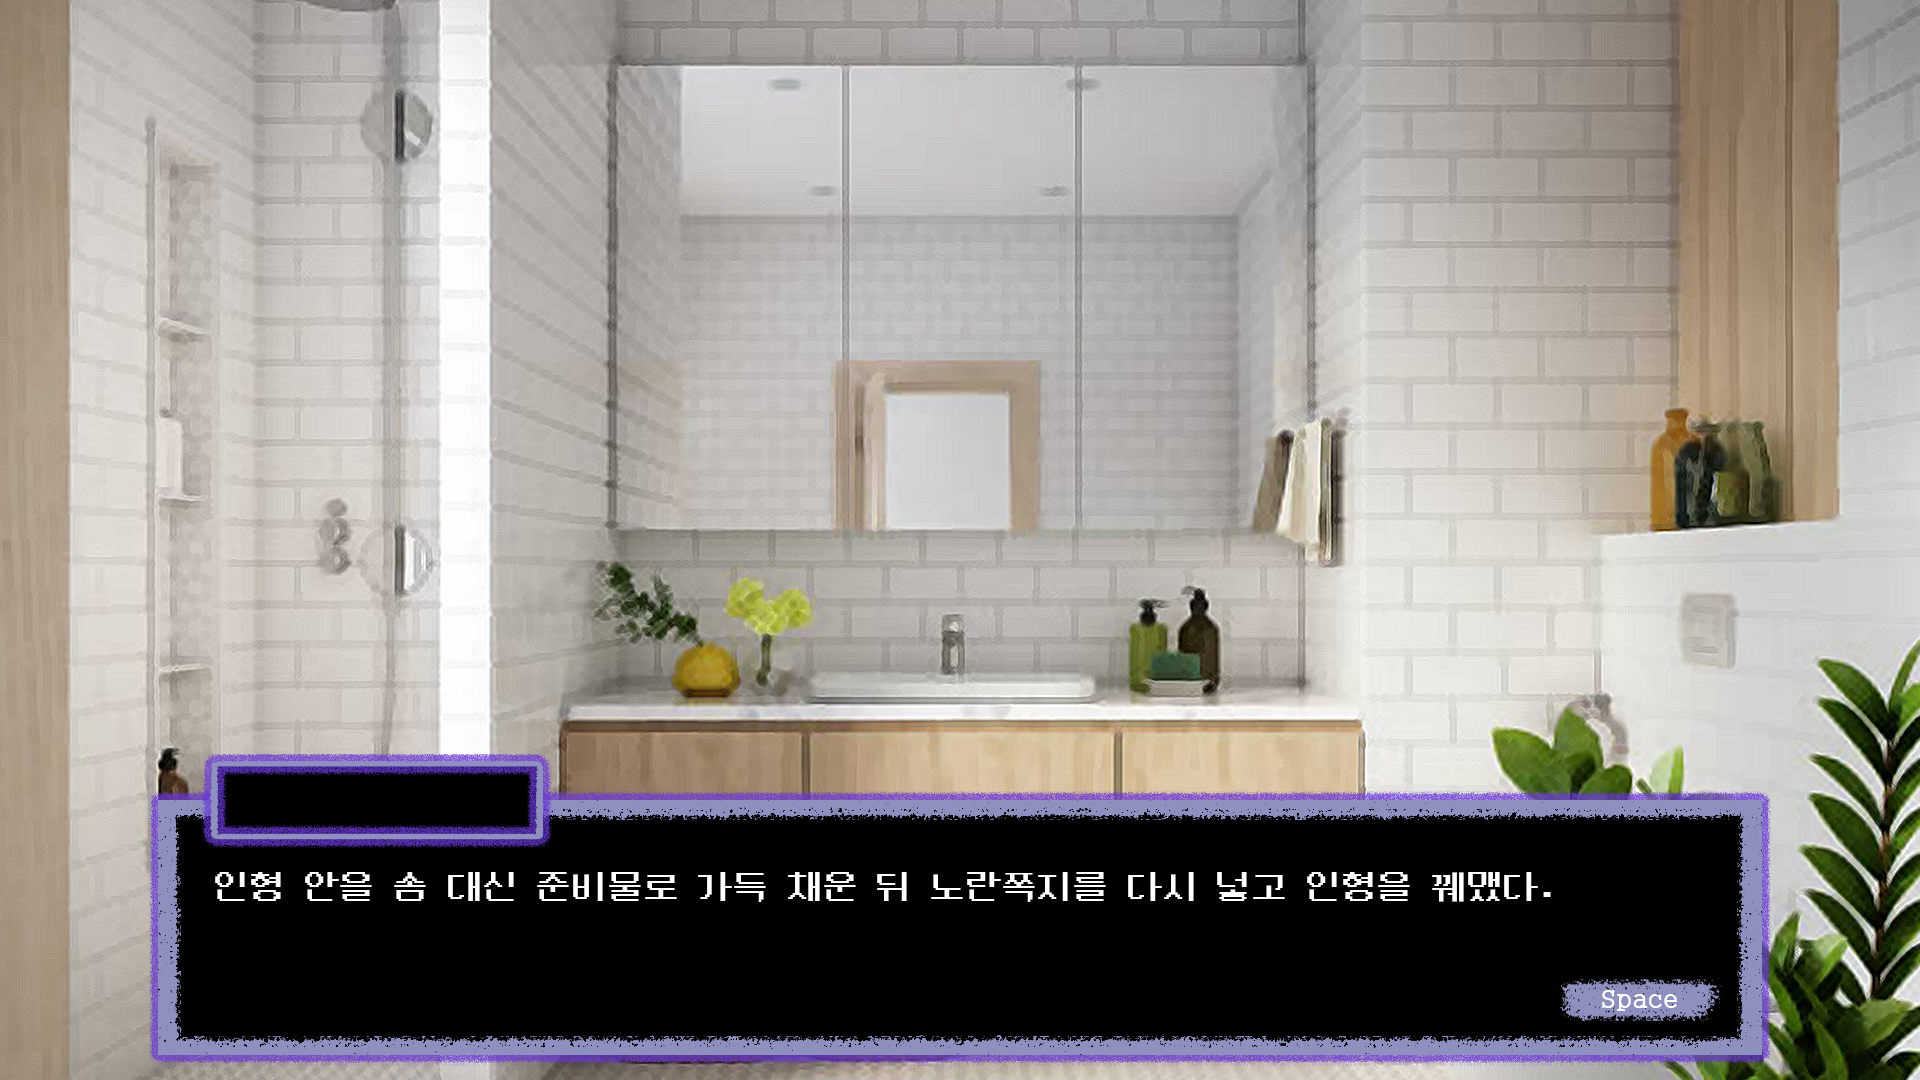 인형 안을 솜 대신 준비물로 가득 채운 뒤 노란쪽지를 다시 넣고 인형을 꿰맸다.
Space